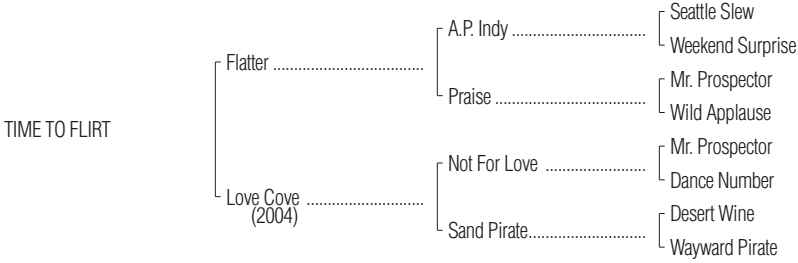 Seattle Slew
A.P. Indy ..................................
Weekend Surprise
Flatter ......................................
Mr. Prospector
Praise ......................................
Wild Applause
TIME TO FLIRT
Mr. Prospector
Not For Love .........................
Dance Number
Love Cove ..............................
(2004)
Desert Wine
Sand Pirate..............................
Wayward Pirate